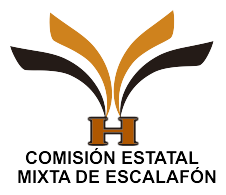 H
COMISIÓN ESTATAL
MIXTA DE ESCALAFÓN